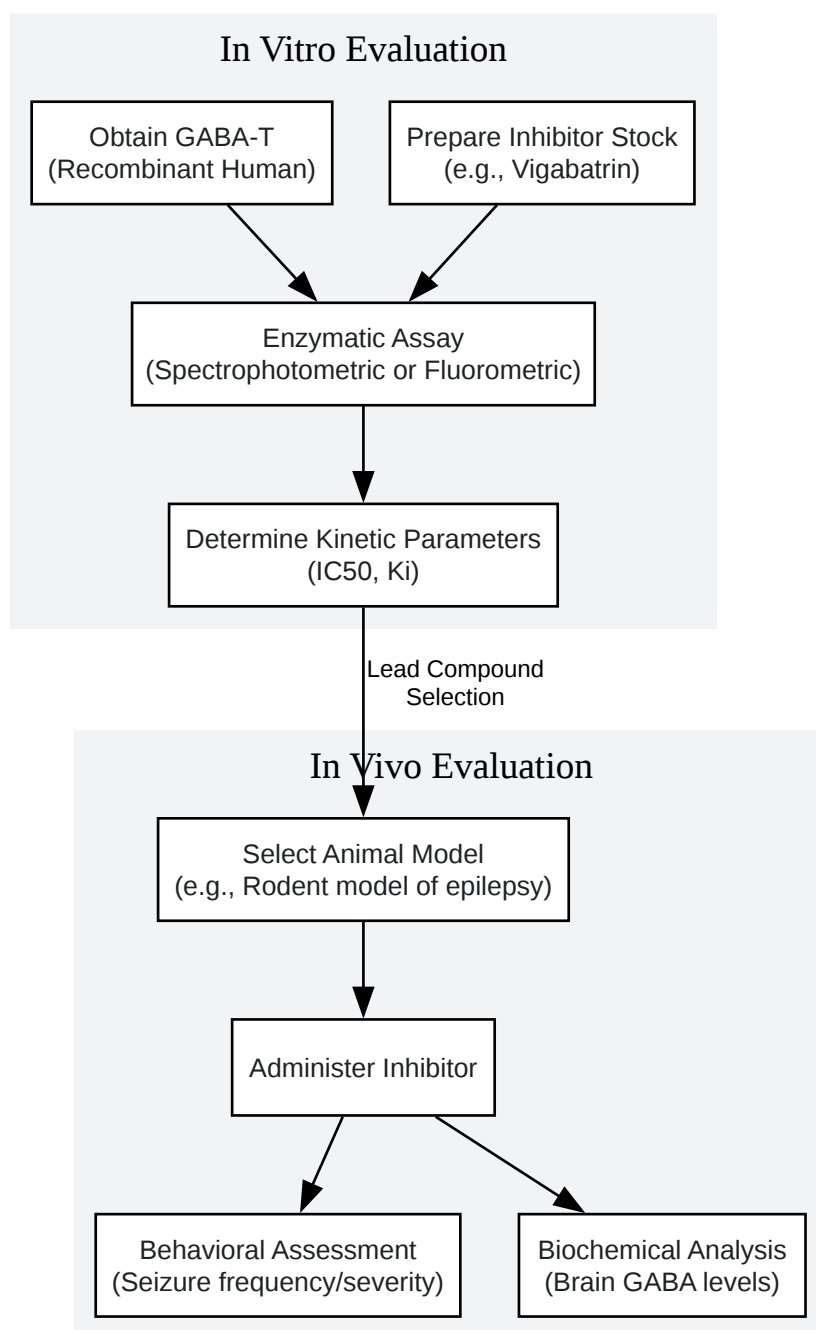 In Vitro Evaluation
Obtain GABA-T
(Recombinant Human)
Prepare Inhibitor Stock
(e.g., Vigabatrin)
Enzymatic Assay
(Spectrophotometric or Fluorometric)
Determine Kinetic Parameters
(IC50, Ki)
Lead Compound
Selection
In Vivo Evaluation
Select Animal Model
(e.g., Rodent model of epilepsy)
Administer Inhibitor
Behavioral Assessment
(Seizure frequency/severity)
Biochemical Analysis
(Brain GABA levels)